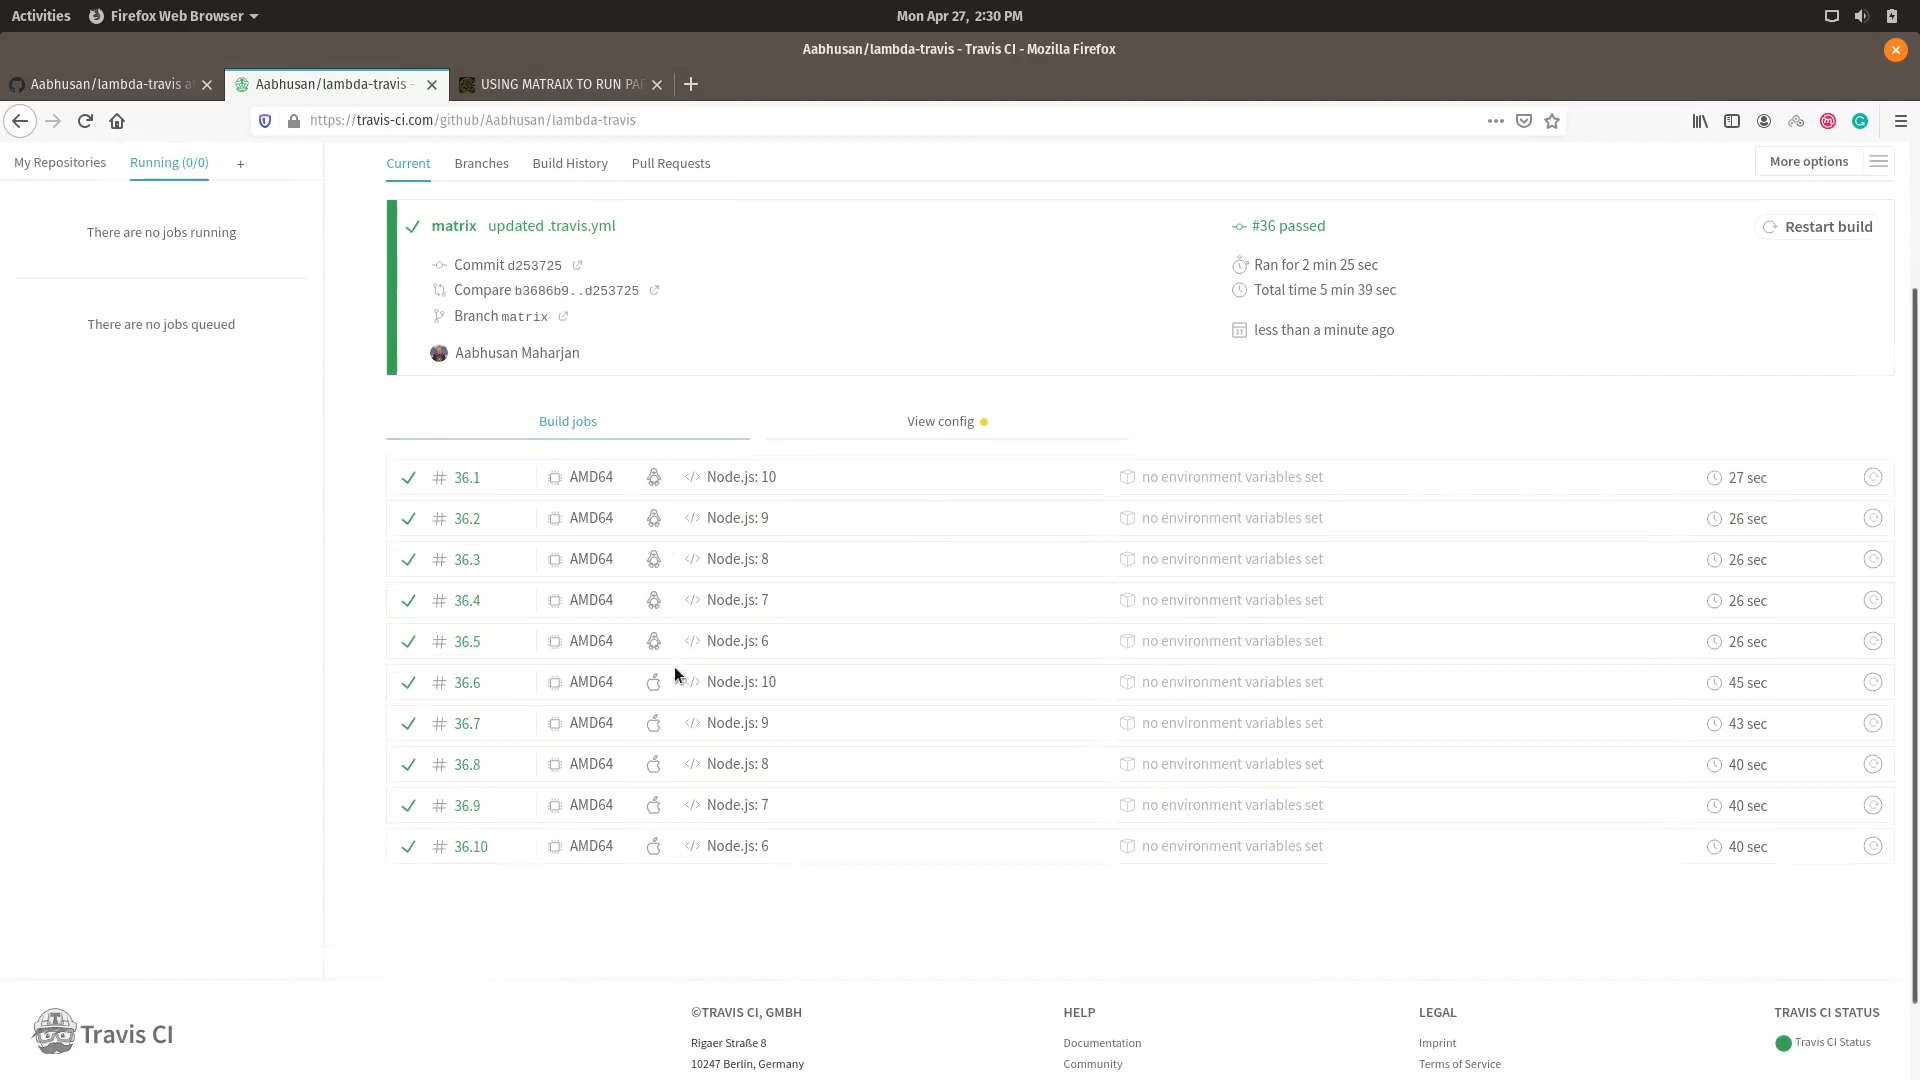 Activities Firefox Web Browser Mon Apr 27, 2:30 PM
Aabhusan/lambda-travis - Travis CI - Mozilla Firefox
Aabhusan/lambda-travis Aabhusan/lambda-travis - USING MATRAIX TO RUN
https://travis-ci.com/github/Aabhusan/lambda-travis
My Repositories Running (0/0) +
Current Branches Build History Pull Requests More options
There are no jobs running
There are no jobs queued
matrix updated .travis.yml #36 passed Restart build
Commit d253725 Ran for 2 min 25 sec
Compare b3686b9..d253725 Total time 5 min 39 sec
Branch matrix less than a minute ago
Aabhusan Maharjan
Build jobs View config
# 36.1 AMD64 </> Node.js: 10 no environment variables set 27 sec
# 36.2 AMD64 </> Node.js: 9 no environment variables set 26 sec
# 36.3 AMD64 </> Node.js: 8 no environment variables set 26 sec
# 36.4 AMD64 </> Node.js: 7 no environment variables set 26 sec
# 36.5 AMD64 </> Node.js: 6 no environment variables set 26 sec
# 36.6 AMD64 /> Node.js: 10 no environment variables set 45 sec
# 36.7 AMD64 </> Node.js: 9 no environment variables set 43 sec
# 36.8 AMD64 </> Node.js: 8 no environment variables set 40 sec
# 36.9 AMD64 </> Node.js: 7 no environment variables set 40 sec
# 36.10 AMD64 </> Node.js: 6 no environment variables set 40 sec
Travis CI
©TRAVIS CI, GMBH
Rigaer Straße 8
10247 Berlin, Germany
HELP
Documentation
Community
LEGAL
Imprint
Terms of Service
TRAVIS CI STATUS
Travis CI Status